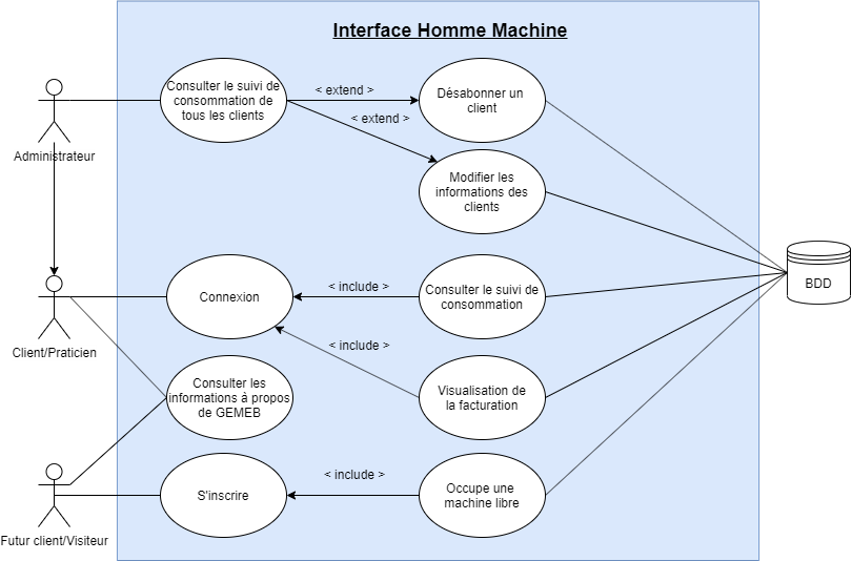 Interface Homme Machine
Consulter le suivi de
consommation de
tous les clients
< extend >
Désabonner un
client
< extend >
Administrateur
Modifier les
informations des
clients
BDD
Connexion
< include >
Consulter le suivi de
consommation
Client/Praticien
< include >
Consulter les
informations à propos
de GEMEB
Visualisation de
la facturation
S'inscrire
< include >
Occupe une
machine libre
Futur client/Visiteur